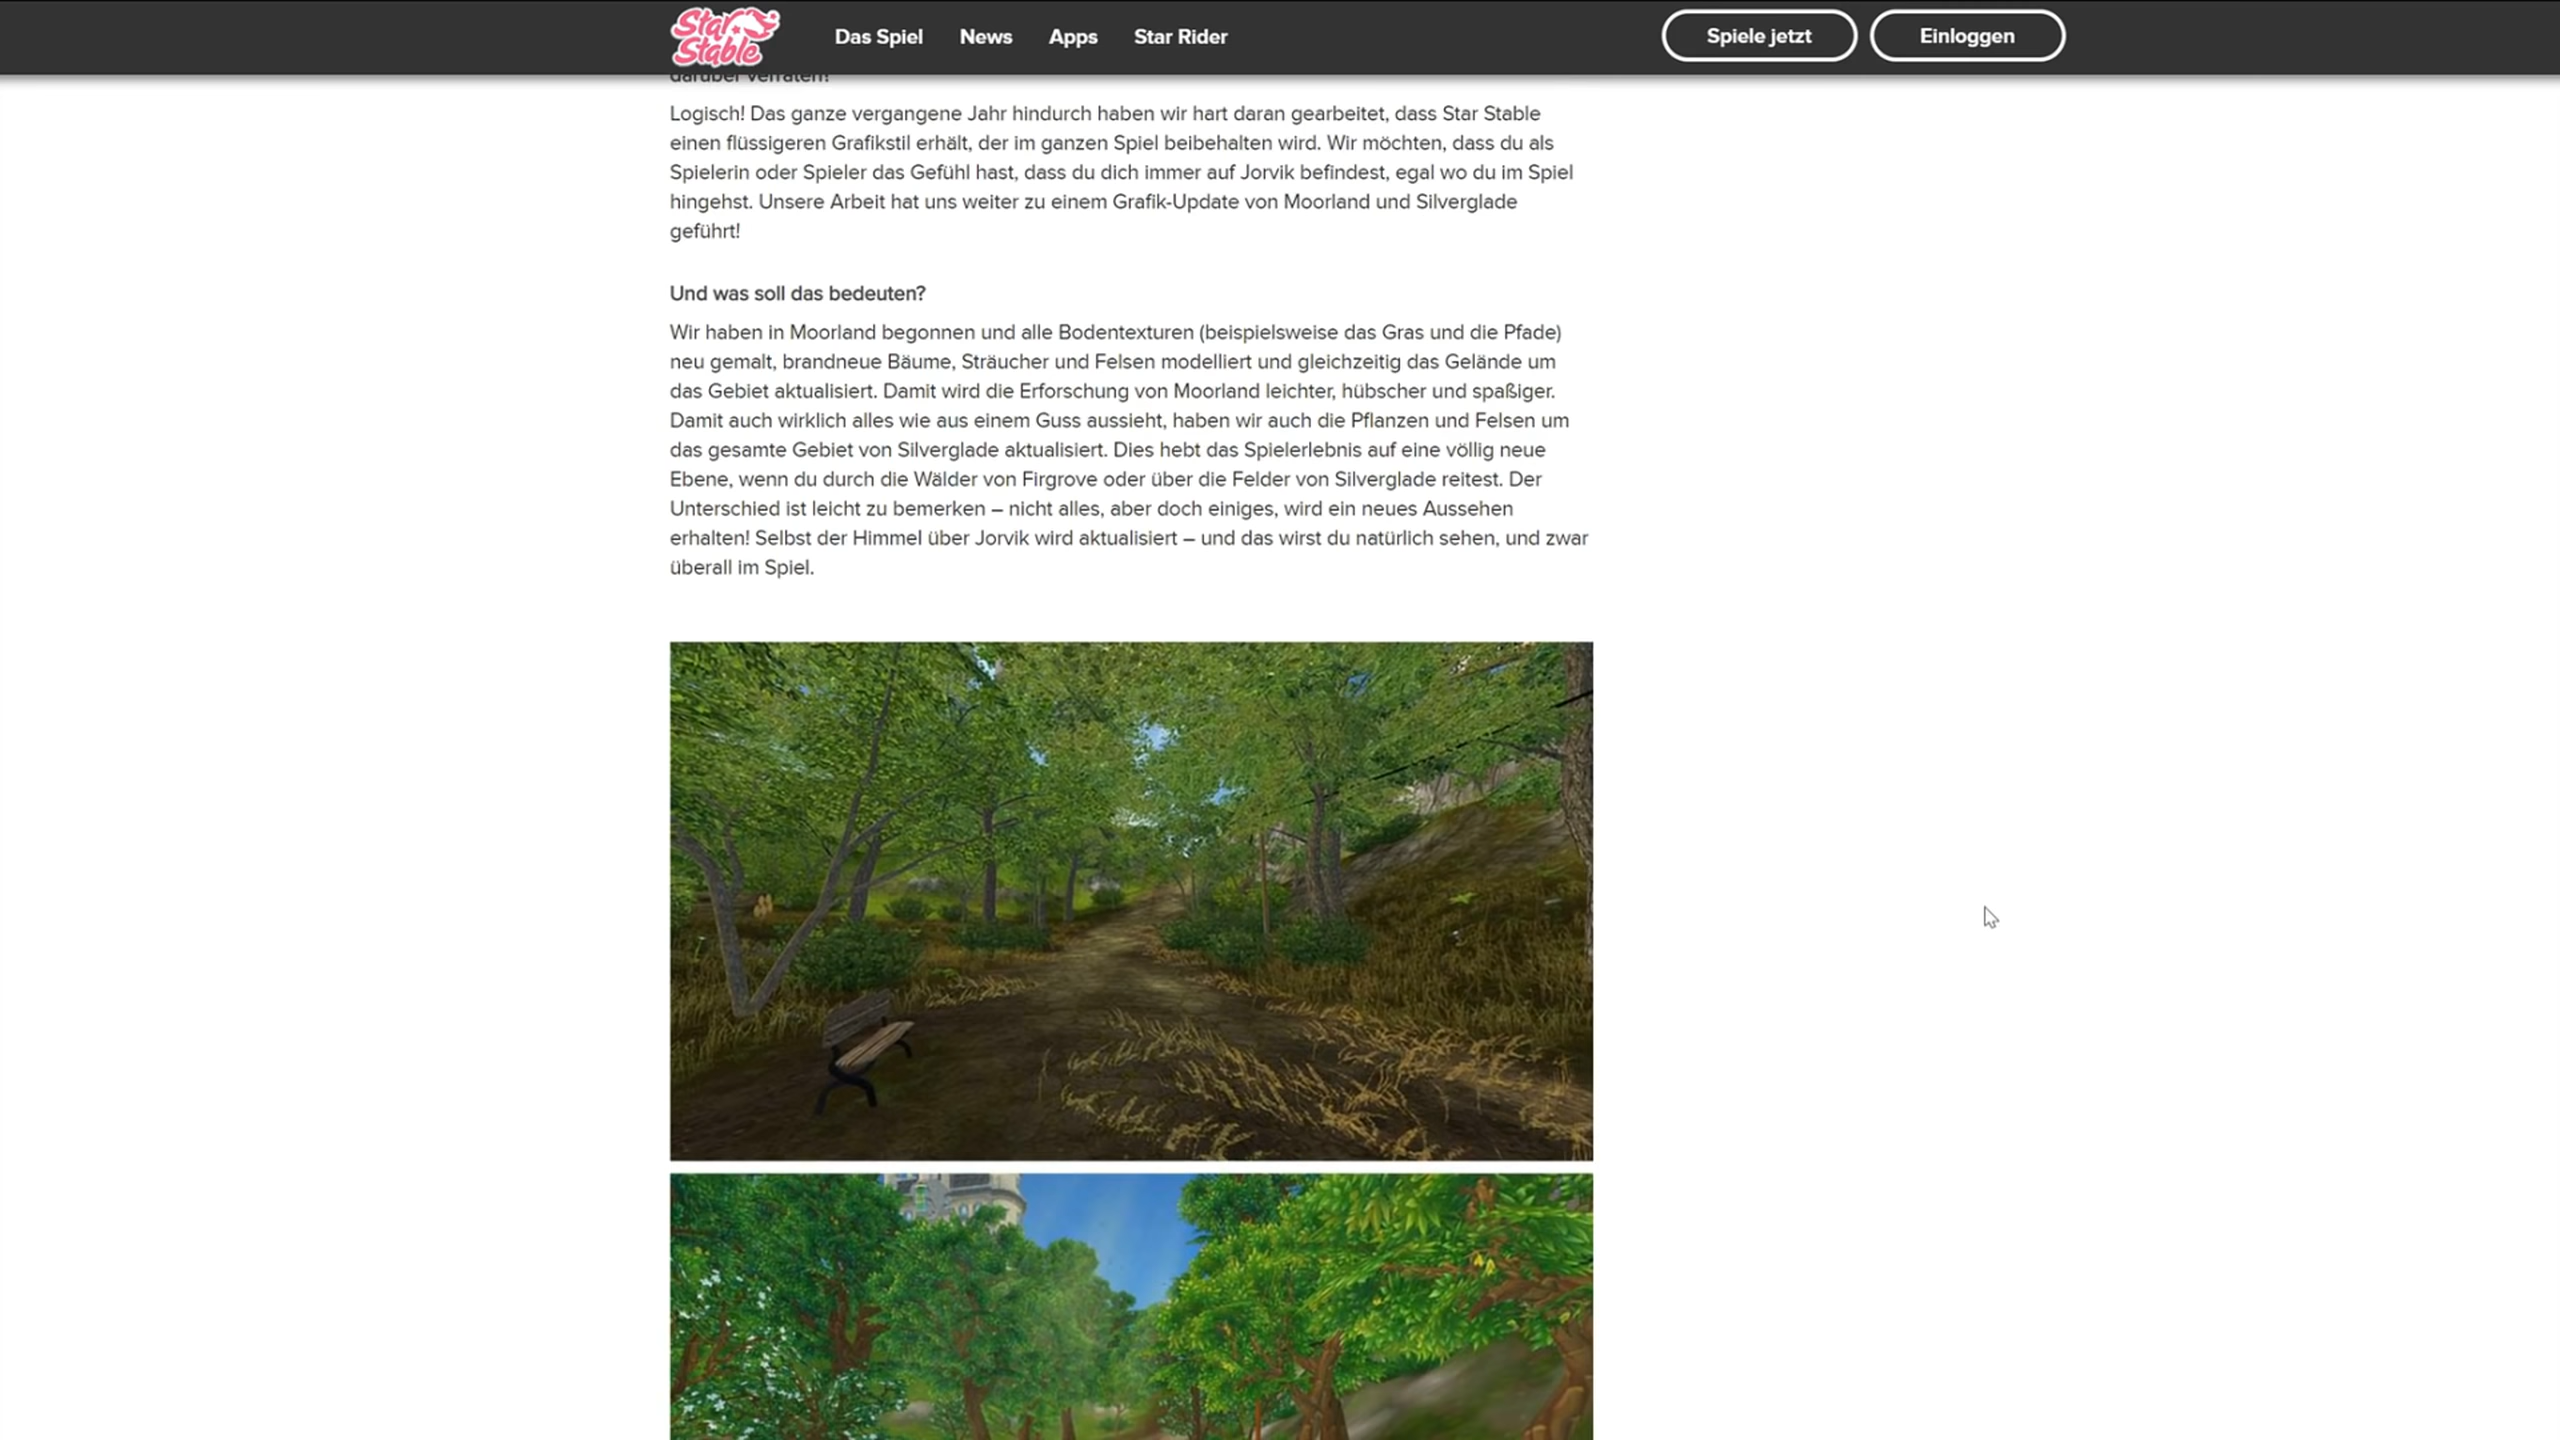 Star Stable
Das Spiel News Apps Star Rider Spiele jetzt Einloggen
darüber verraten?
Logisch! Das ganze vergangene Jahr hindurch haben wir hart daran gearbeitet, dass Star Stable
einen flüssigeren Grafikstil erhält, der im ganzen Spiel beibehalten wird. Wir möchten, dass du als
Spielerin oder Spieler das Gefühl hast, dass du dich immer auf Jorvik befindest, egal wo du im Spiel
hingehst. Unsere Arbeit hat uns weiter zu einem Grafik-Update von Moorland und Silverglade
geführt!
Und was soll das bedeuten?
Wir haben in Moorland begonnen und alle Bodentexturen (beispielsweise das Gras und die Pfade)
neu gemalt, brandneue Bäume, Sträucher und Felsen modelliert und gleichzeitig das Gelände um
das Gebiet aktualisiert. Damit wird die Erforschung von Moorland leichter, hübscher und spaßiger.
Damit auch wirklich alles wie aus einem Guss aussieht, haben wir auch die Pflanzen und Felsen um
das gesamte Gebiet von Silverglade aktualisiert. Dies hebt das Spielerlebnis auf eine völlig neue
Ebene, wenn du durch die Wälder von Firgrove oder über die Felder von Silverglade reitest. Der
Unterschied ist leicht zu bemerken – nicht alles, aber doch einiges, wird ein neues Aussehen
erhalten! Selbst der Himmel über Jorvik wird aktualisiert – und das wirst du natürlich sehen, und zwar
überall im Spiel.